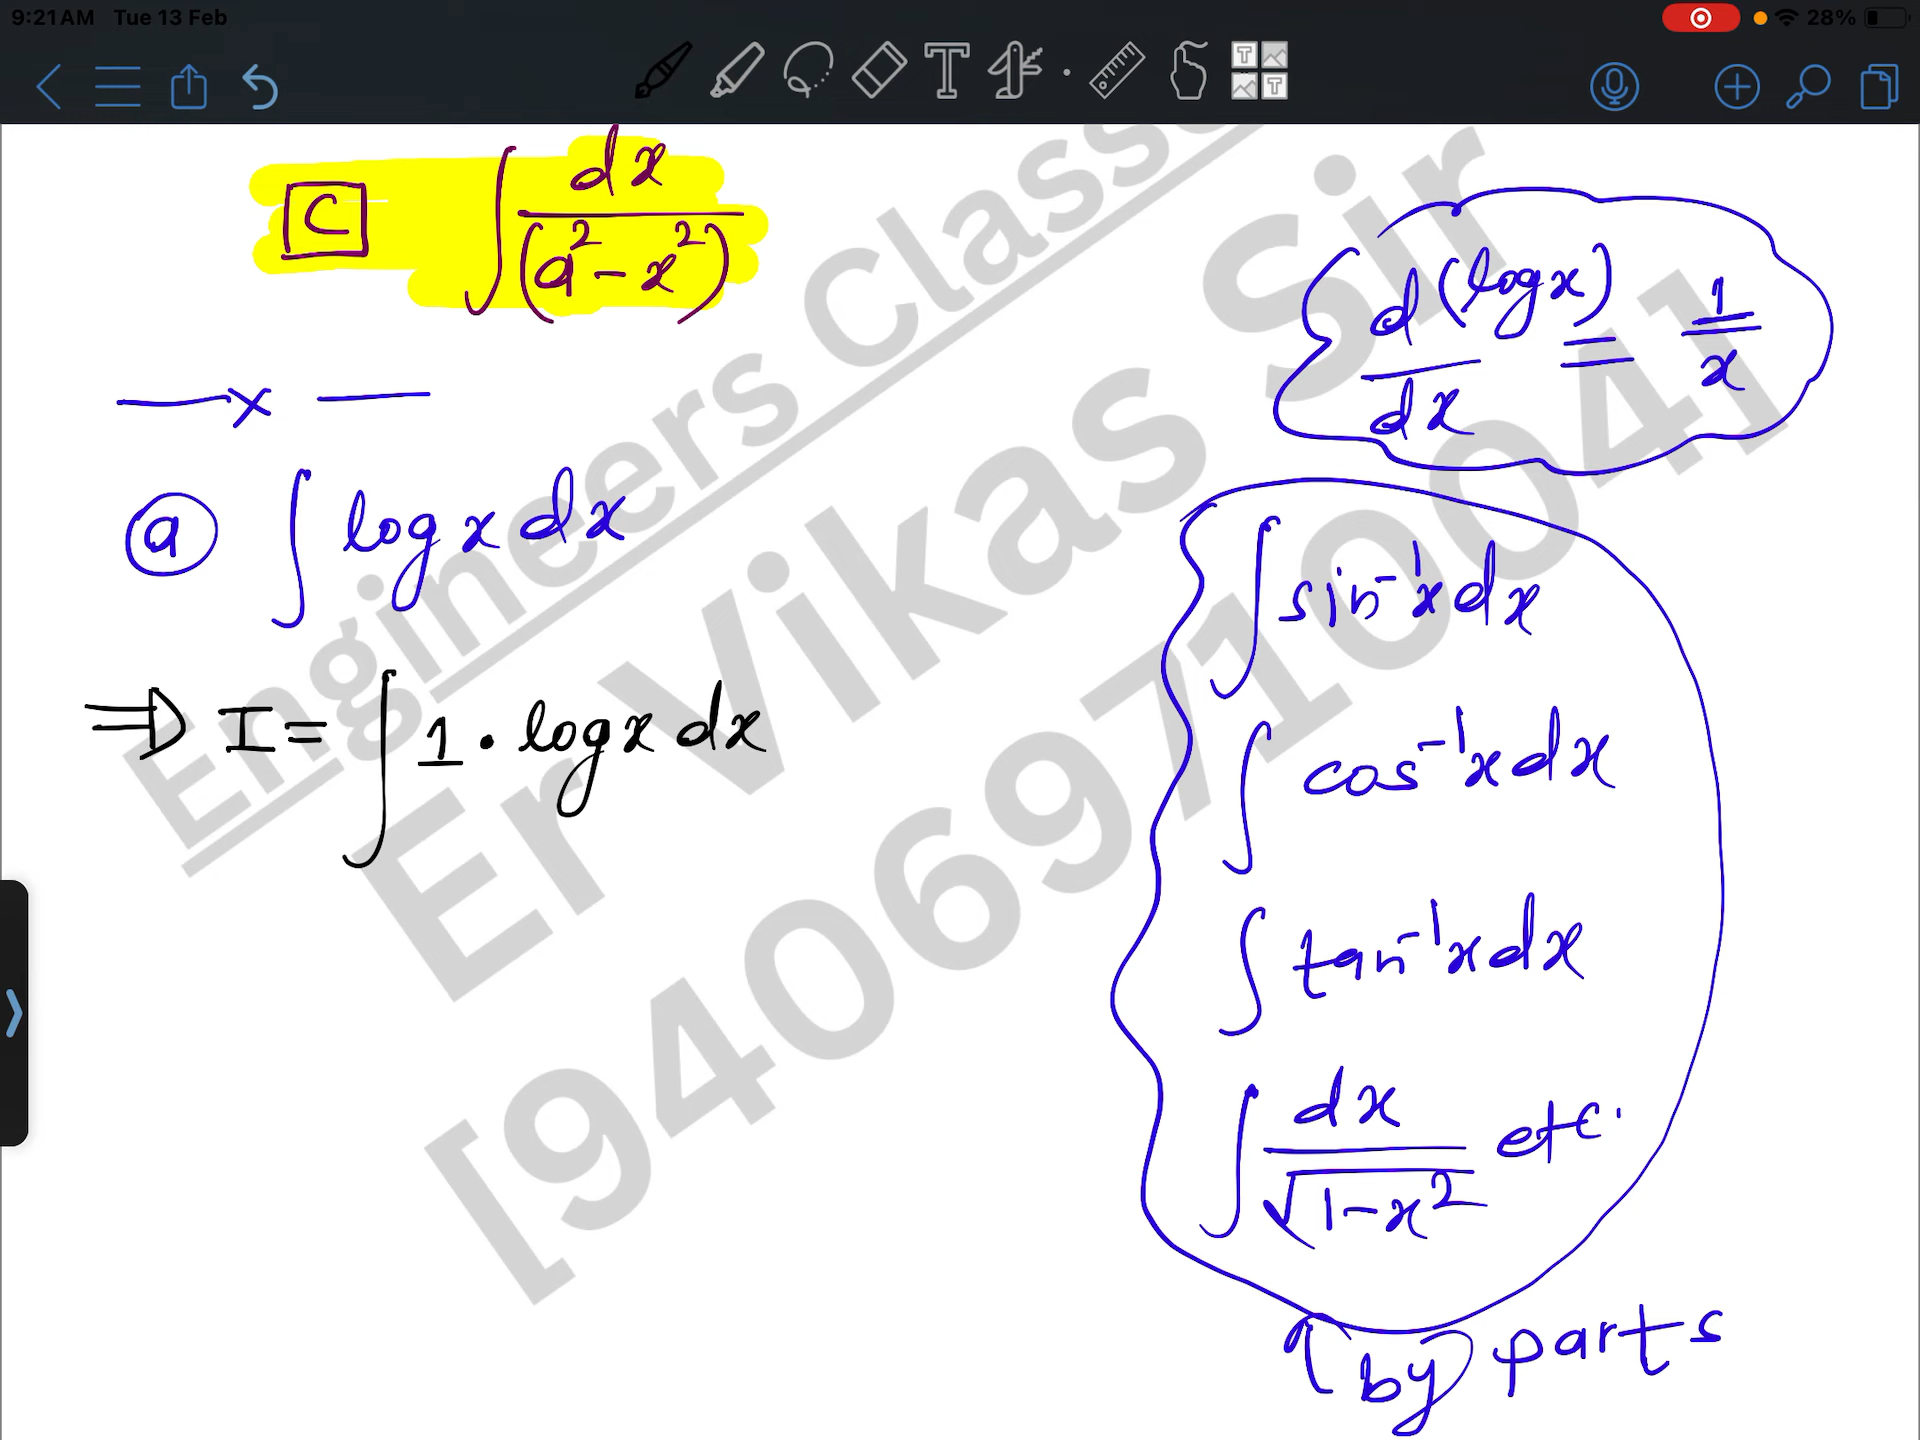 9:21 AM Tue 13 Feb
28%
C ∫ dx / (a² - x²)
d (log x) / dx = 1 / x
— x —
a ∫ log x dx
⇒ I = ∫ 1 . log x dx
∫ sin⁻¹x dx
∫ cos⁻¹x dx
∫ tan⁻¹x dx
∫ dx / √1-x² etc.
by parts
Engineers Classes
Er Vikas Sir
[9406971004]